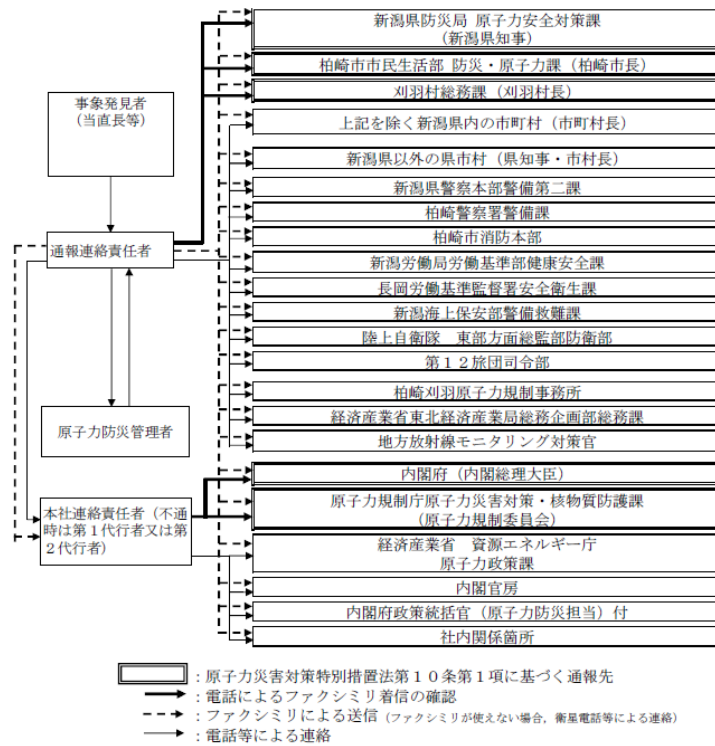 新潟県防災局 原子力安全対策課
(新潟県知事)
柏崎市市民生活部 防災・原子力課(柏崎市長)
刈羽村総務課(刈羽村長)
事象発見者
(当直長等)
上記を除く新潟県内の市町村(市町村長)
新潟県以外の県市村(県知事・市村長)
新潟県警察本部警備第二課
柏崎警察署警備課
柏崎市消防本部
通報連絡責任者
新潟労働局労働基準部健康安全課
長岡労働基準監督署安全衛生課
新潟海上保安部警備救難課
陸上自衛隊 東部方面総監部防衛部
第12旅団司令部
柏崎刈羽原子力規制事務所
経済産業省東北経済産業局総務企画部総務課
原子力防災管理者
地方放射線モニタリング対策官
内閣府(内閣総理大臣)
本社連絡責任者(不通
時は第1代行者又は第
2代行者)
原子力規制庁原子力災害対策・核物質防護課
(原子力規制委員会)
経済産業省 資源エネルギー庁
原子力政策課
内閣官房
内閣府政策統括官(原子力防災担当)付
社内関係箇所
:原子力災害対策特別措置法第10条第1項に基づく通報先
:電話によるファクシミリ着信の確認
:ファクシミリによる送信(ファクシミリが使えない場合,衛星電話等による連絡)
:電話等による連絡